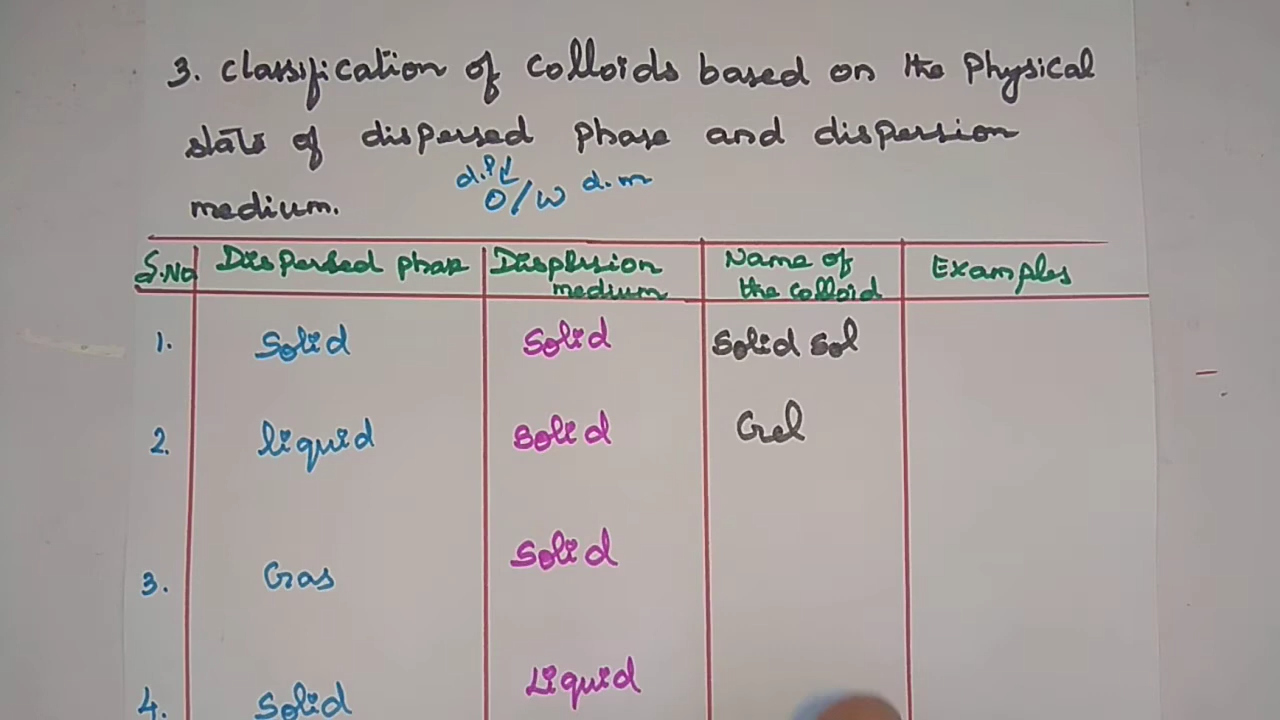 3. Classification of colloids based on the physical
state of dispersed phase and dispersion
medium.
d.p d.m
O/W
S.No Dispersed phase Dispersion medium Name of the colloid Examples
1. Solid Solid Solid sol
2. liquid Solid Gel
3. Gas Solid
4. Solid Liquid